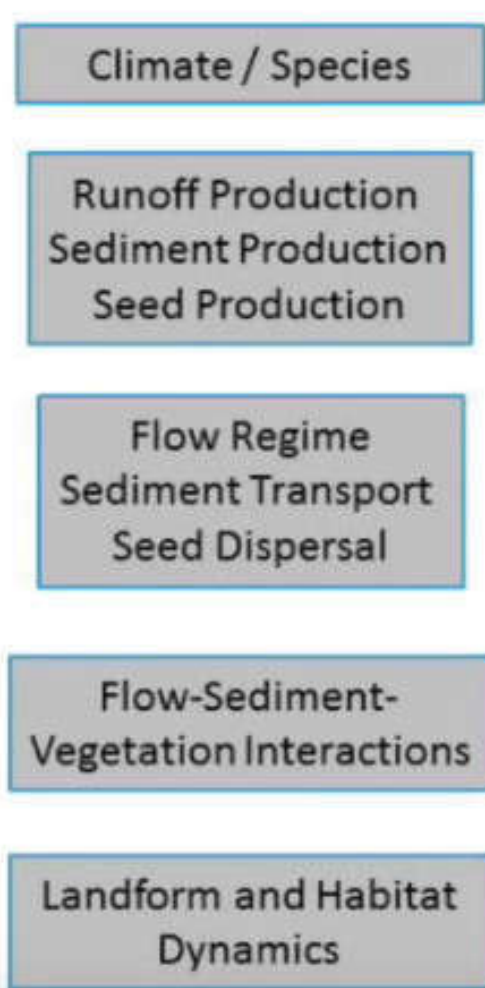 Climate / Species
Runoff Production
Sediment Production
Seed Production
Flow Regime
Sediment Transport
Seed Dispersal
Flow-Sediment-
Vegetation Interactions
Landform and Habitat
Dynamics